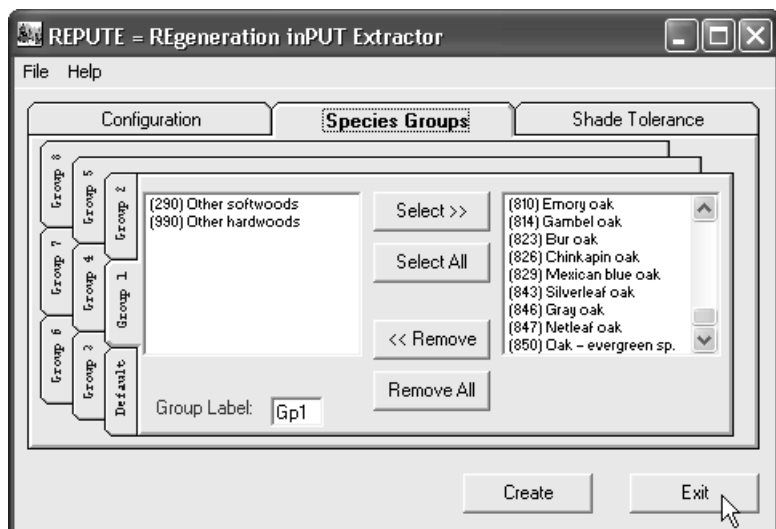 REPUTE = REgeneration inPUT Extractor
File Help
Configuration Species Groups Shade Tolerance
Group 8
Group 7
Group 6
Group 5
Group 4
Group 3
Group 2
Group 1
Default
(290) Other softwoods
(990) Other hardwoods
Select >>
Select All
<< Remove
Remove All
(810) Emory oak
(814) Gambel oak
(823) Bur oak
(826) Chinkapin oak
(829) Mexican blue oak
(843) Silverleaf oak
(846) Gray oak
(847) Netleaf oak
(850) Oak – evergreen sp.
Group Label: Gp1
Create Exit